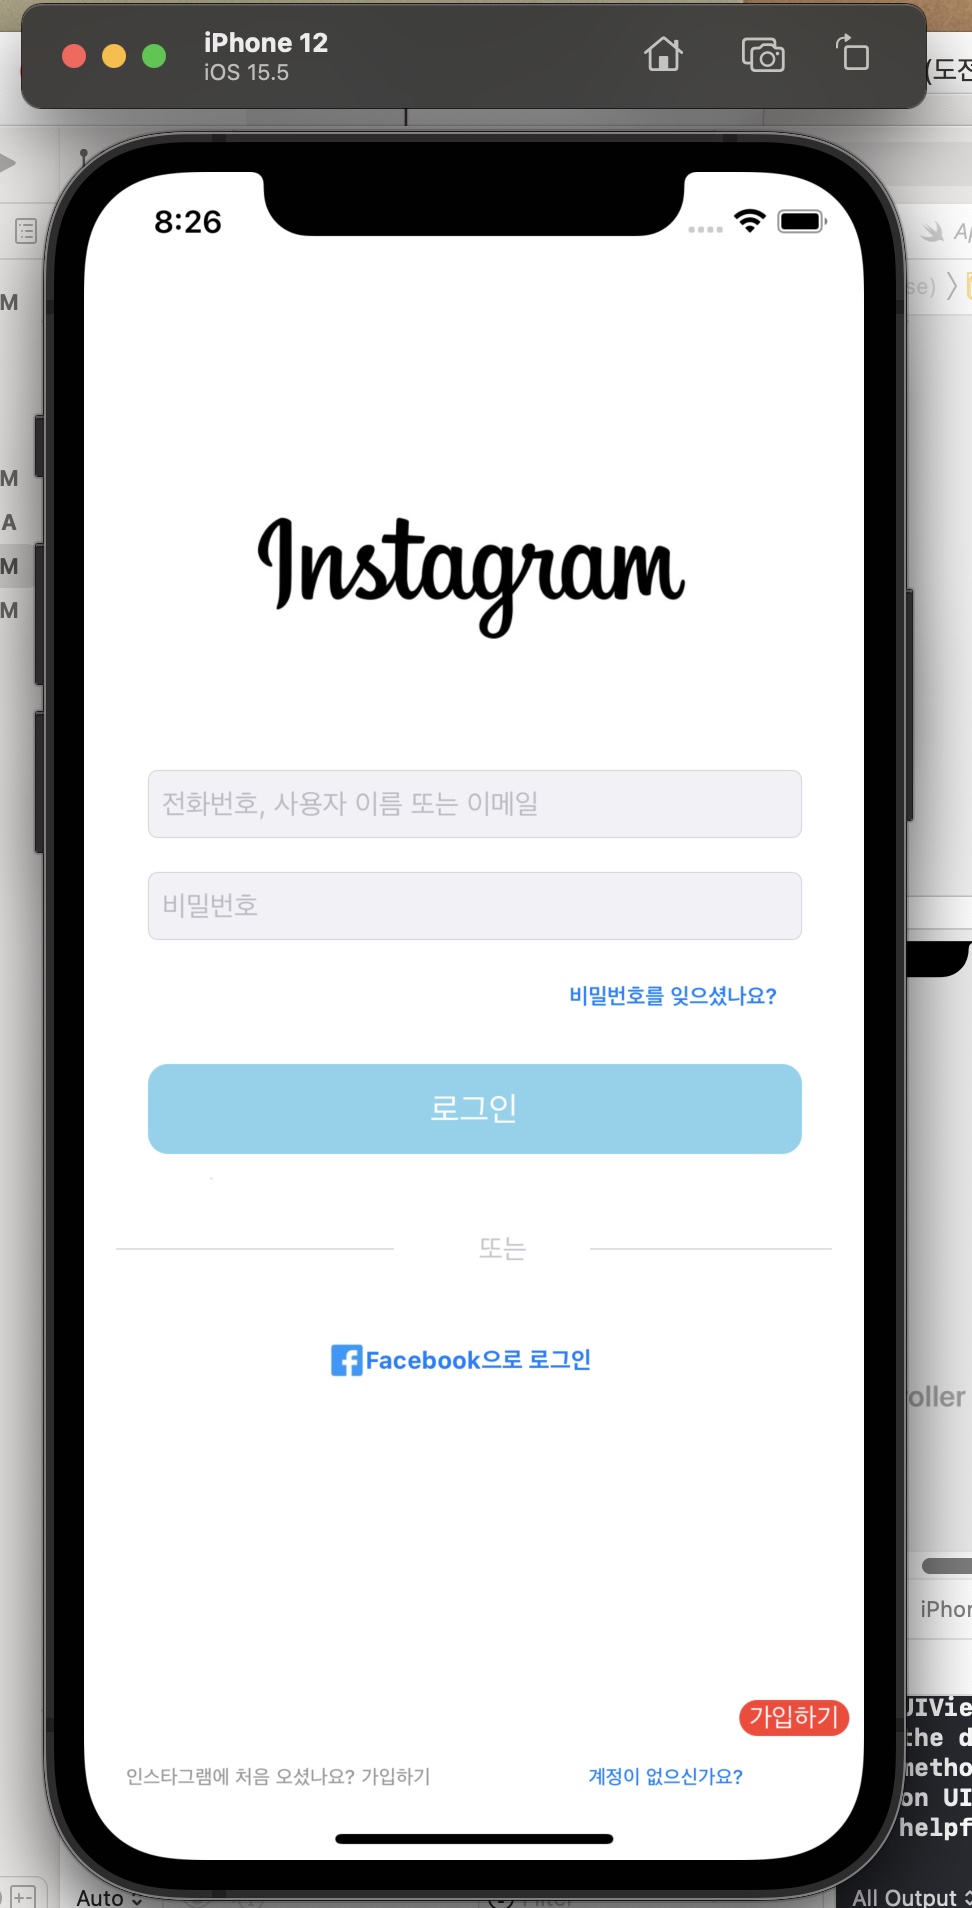 iPhone 12
iOS 15.5
(도전
8:26
M
se)
M
A
M
M
Instagram
전화번호, 사용자 이름 또는 이메일
비밀번호
비밀번호를 잊으셨나요?
로그인
또는
Facebook으로 로그인
oller
가입하기
인스타그램에 처음 오셨나요? 가입하기
계정이 없으신가요?
UIVie
the d
metho
on UI
helpf
Auto
All Output